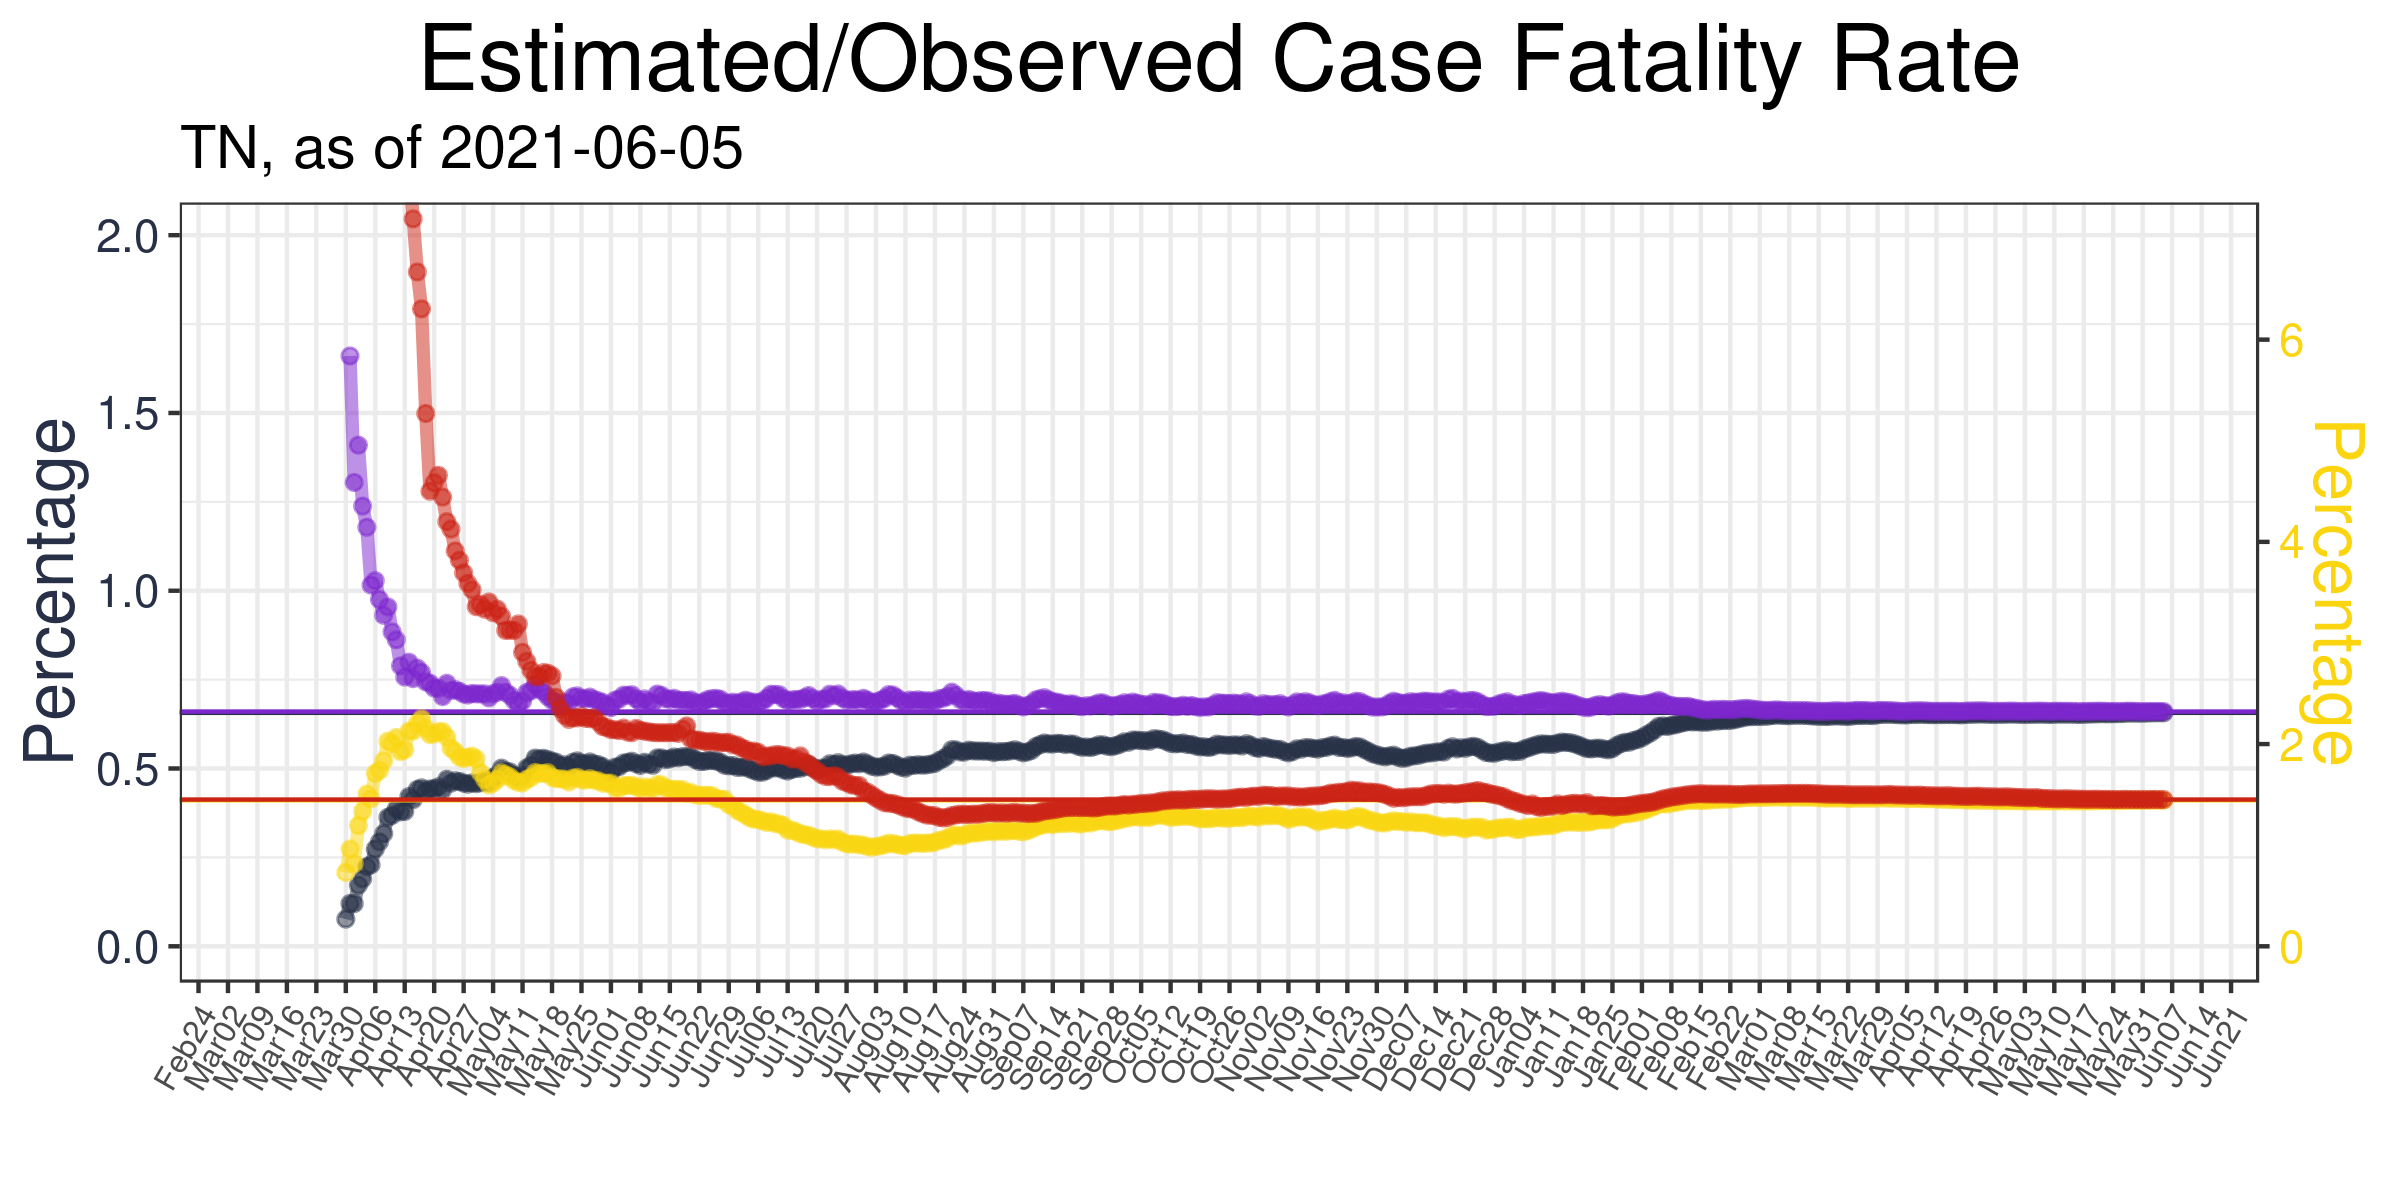 Estimated/Observed Case Fatality Rate
TN, as of 2021-06-05
Percentage
2.0
1.5
1.0
0.5
0.0
6
4
2
0
Percentage
Feb24
Mar02
Mar09
Mar16
Mar23
Mar30
Apr06
Apr13
Apr20
Apr27
May04
May11
May18
May25
Jun01
Jun08
Jun15
Jun22
Jun29
Jul06
Jul13
Jul20
Jul27
Aug03
Aug10
Aug17
Aug24
Aug31
Sep07
Sep14
Sep21
Sep28
Oct05
Oct12
Oct19
Oct26
Nov02
Nov09
Nov16
Nov23
Nov30
Dec07
Dec14
Dec21
Dec28
Jan04
Jan11
Jan18
Jan25
Feb01
Feb08
Feb15
Feb22
Mar01
Mar08
Mar15
Mar22
Mar29
Apr05
Apr12
Apr19
Apr26
May03
May10
May17
May24
May31
Jun07
Jun14
Jun21